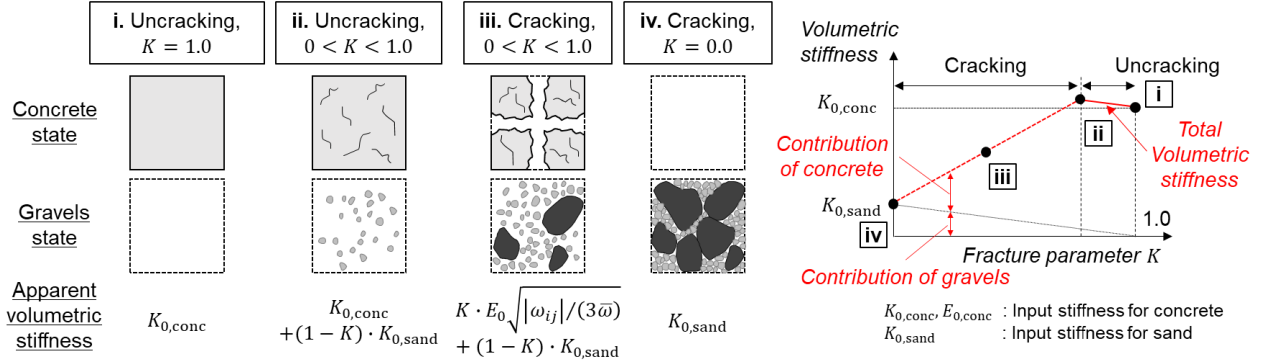 i. Uncracking,
K = 1.0
ii. Uncracking,
0 < K < 1.0
iii. Cracking,
0 < K < 1.0
iv. Cracking,
K = 0.0
Concrete
state
Gravels
state
Apparent
volumetric
stiffness
K₀,conc
K₀,conc
+(1 − K) · K₀,sand
K · E₀√|ω_ij|/(3ω̅)
+ (1 − K) · K₀,sand
K₀,sand
Volumetric
stiffness
Cracking
Uncracking
K₀,conc
i
ii
Total
Volumetric
stiffness
Contribution
of concrete
iii
K₀,sand
1.0
iv
Fracture parameter K
Contribution of gravels
K₀,conc, E₀,conc : Input stiffness for concrete
K₀,sand : Input stiffness for sand